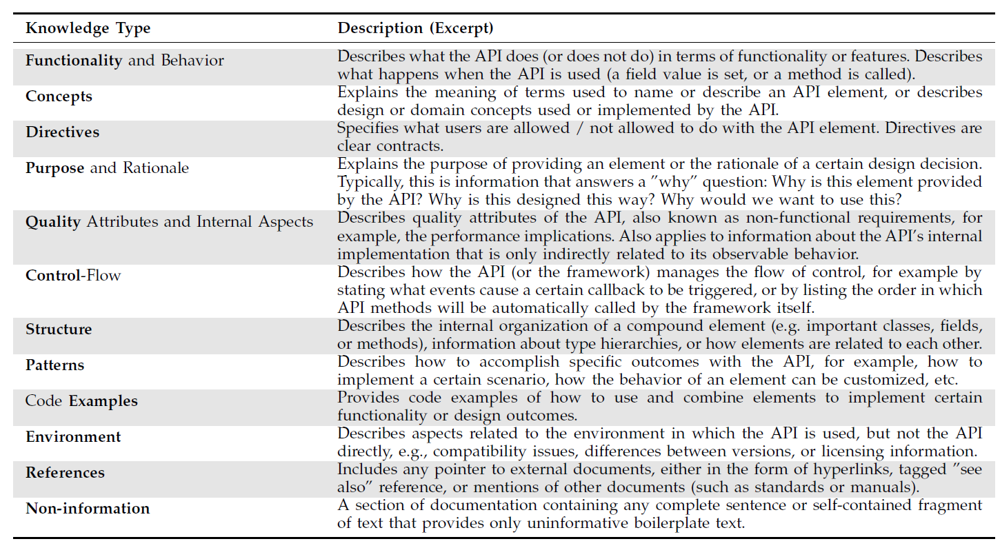 Knowledge Type Description (Excerpt)
Functionality and Behavior Describes what the API does (or does not do) in terms of functionality or features. Describes
what happens when the API is used (a field value is set, or a method is called).
Concepts Explains the meaning of terms used to name or describe an API element, or describes
design or domain concepts used or implemented by the API.
Directives Specifies what users are allowed / not allowed to do with the API element. Directives are
clear contracts.
Purpose and Rationale Explains the purpose of providing an element or the rationale of a certain design decision.
Typically, this is information that answers a ”why” question: Why is this element provided
by the API? Why is this designed this way? Why would we want to use this?
Quality Attributes and Internal Aspects Describes quality attributes of the API, also known as non-functional requirements, for
example, the performance implications. Also applies to information about the API’s internal
implementation that is only indirectly related to its observable behavior.
Control-Flow Describes how the API (or the framework) manages the flow of control, for example by
stating what events cause a certain callback to be triggered, or by listing the order in which
API methods will be automatically called by the framework itself.
Structure Describes the internal organization of a compound element (e.g. important classes, fields,
or methods), information about type hierarchies, or how elements are related to each other.
Patterns Describes how to accomplish specific outcomes with the API, for example, how to
implement a certain scenario, how the behavior of an element can be customized, etc.
Code Examples Provides code examples of how to use and combine elements to implement certain
functionality or design outcomes.
Environment Describes aspects related to the environment in which the API is used, but not the API
directly, e.g., compatibility issues, differences between versions, or licensing information.
References Includes any pointer to external documents, either in the form of hyperlinks, tagged ”see
also” reference, or mentions of other documents (such as standards or manuals).
Non-information A section of documentation containing any complete sentence or self-contained fragment
of text that provides only uninformative boilerplate text.